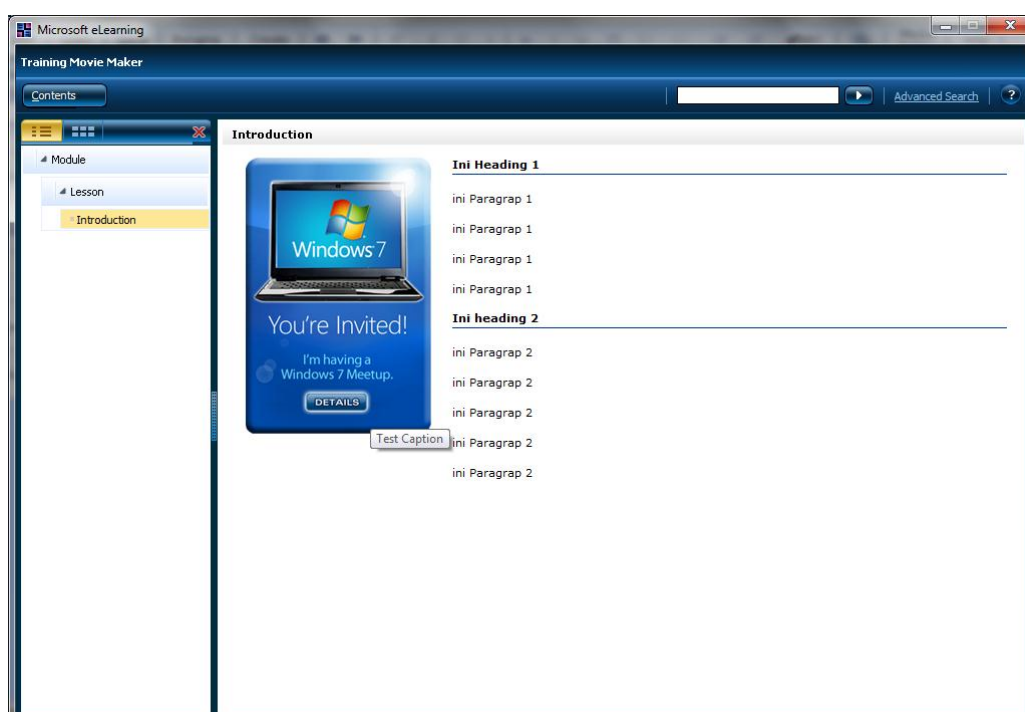 Microsoft eLearning
Training Movie Maker
Contents
Advanced Search
?
Module
Lesson
Introduction
Introduction
Windows 7
You're Invited!
I'm having a
Windows 7 Meetup.
DETAILS
Test Caption
Ini Heading 1
ini Paragrap 1
ini Paragrap 1
ini Paragrap 1
ini Paragrap 1
Ini heading 2
ini Paragrap 2
ini Paragrap 2
ini Paragrap 2
ini Paragrap 2
ini Paragrap 2